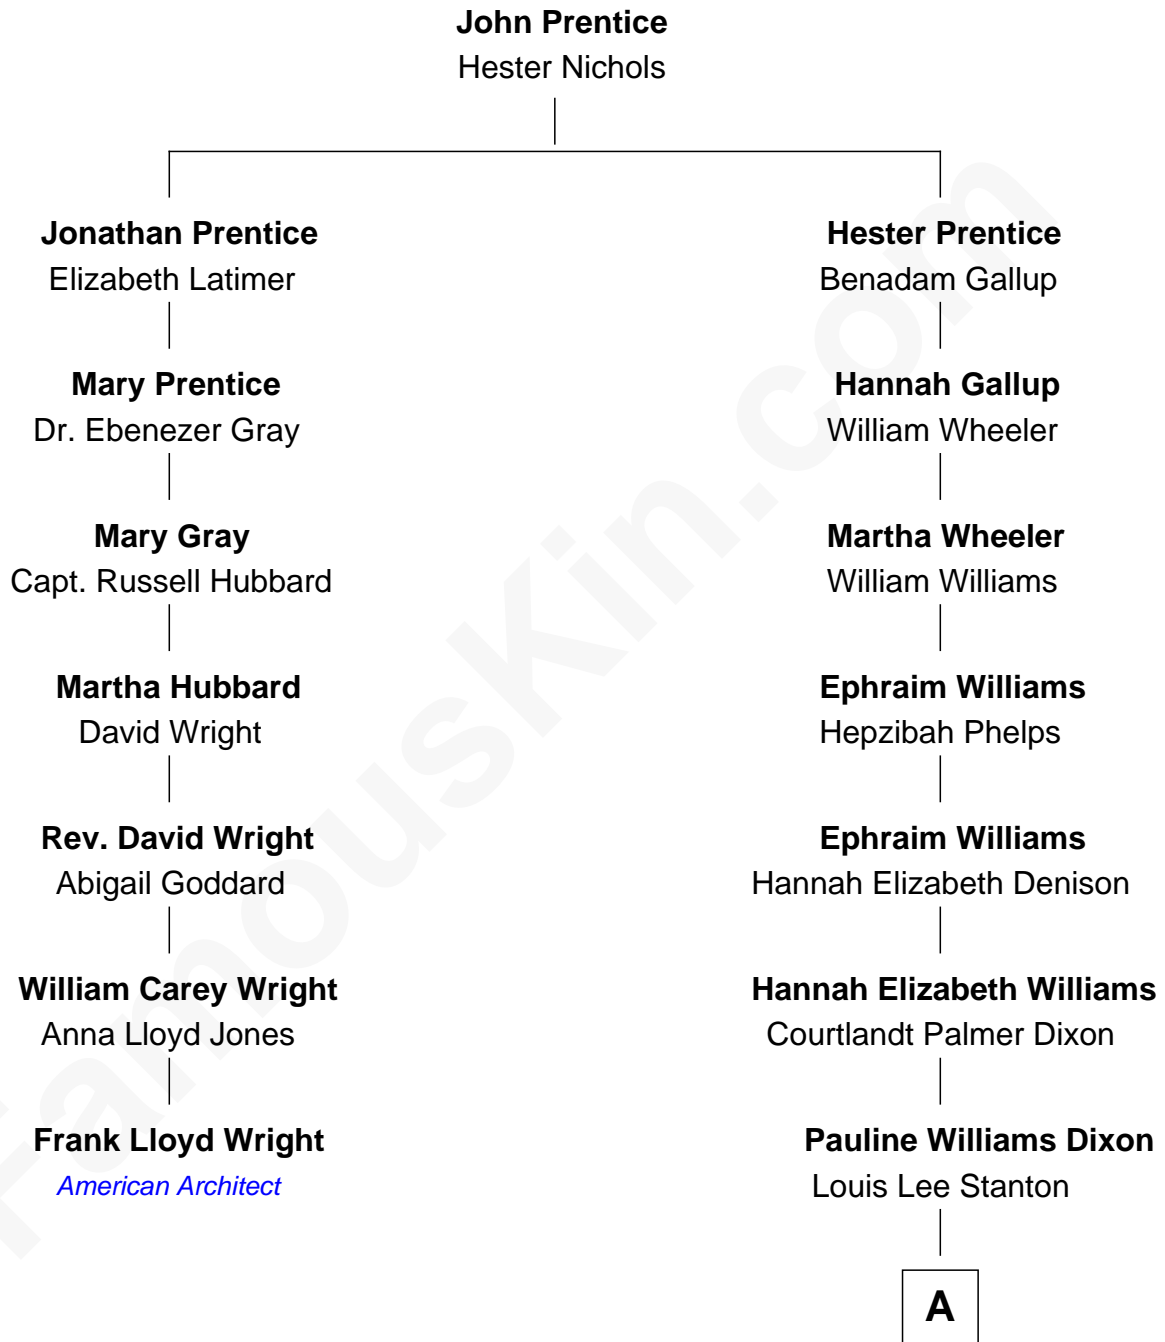 John Prentice
Hester Nichols
Jonathan Prentice
Elizabeth Latimer
Mary Prentice
Dr. Ebenezer Gray
Mary Gray
Capt. Russell Hubbard
Martha Hubbard
David Wright
Rev. David Wright
Abigail Goddard
William Carey Wright
Anna Lloyd Jones
Frank Lloyd Wright
American Architect
Hester Prentice
Benadam Gallup
Hannah Gallup
William Wheeler
Martha Wheeler
William Williams
Ephraim Williams
Hepzibah Phelps
Ephraim Williams
Hannah Elizabeth Denison
Hannah Elizabeth Williams
Courtlandt Palmer Dixon
Pauline Williams Dixon
Louis Lee Stanton
A
FamousKin.com